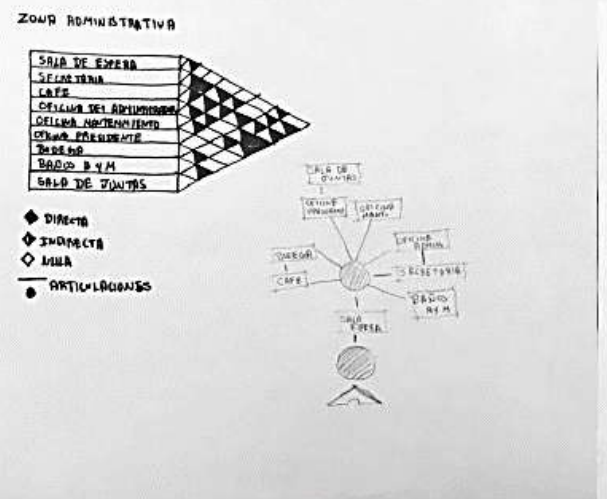 ZONA ADMINISTRATIVA
SALA DE ESPERA
SECRETARIA
CAFE
OFICINA DEL ADMINISTRADOR
OFICINA MANTENIMIENTO
OFICINA PRESIDENTE
BODEGA
BAÑO H Y M
SALA DE JUNTAS
DIRECTA
INDIRECTA
NULA
ARTICULACIONES
SALA DE
JUNTAS
OFICINA
OFICINA
MANT.
OFICINA
ADMIN.
BODEGA
SECRETARIA
CAFE
BAÑO
H Y M
SALA
ESPERA